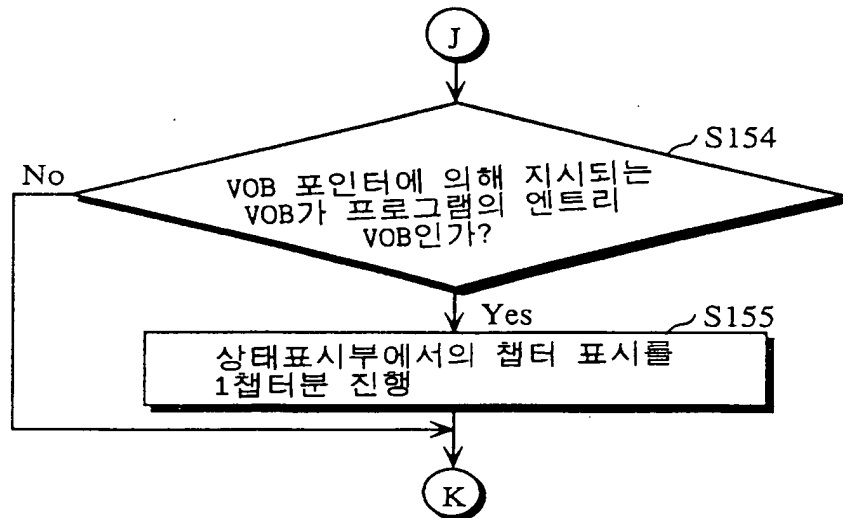 J
S154
No
VOB 포인터에 의해 지시되는
VOB가 프로그램의 엔트리
VOB인가?
Yes
S155
상태표시부에서의 챕터 표시를
1챕터분 진행
K